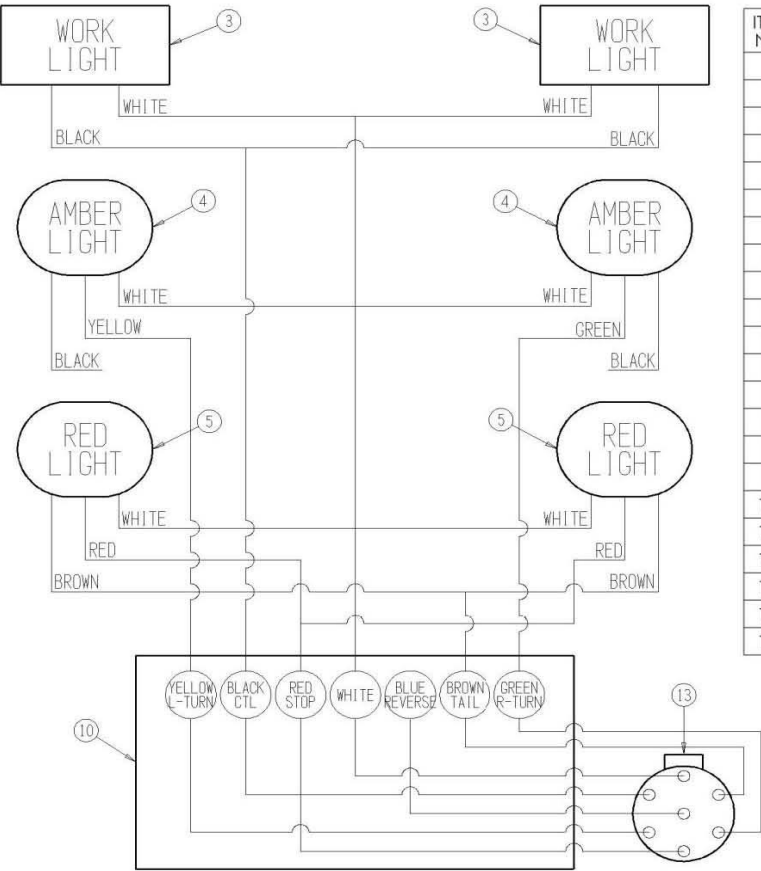 WORK
LIGHT
3
3
WORK
LIGHT
WHITE
WHITE
BLACK
BLACK
AMBER
LIGHT
4
4
AMBER
LIGHT
WHITE
WHITE
YELLOW
GREEN
BLACK
BLACK
RED
LIGHT
5
5
RED
LIGHT
WHITE
WHITE
RED
RED
BROWN
BROWN
YELLOW
L-TURN
BLACK
CTL
RED
STOP
WHITE
BLUE
REVERSE
BROWN
TAIL
GREEN
R-TURN
10
13